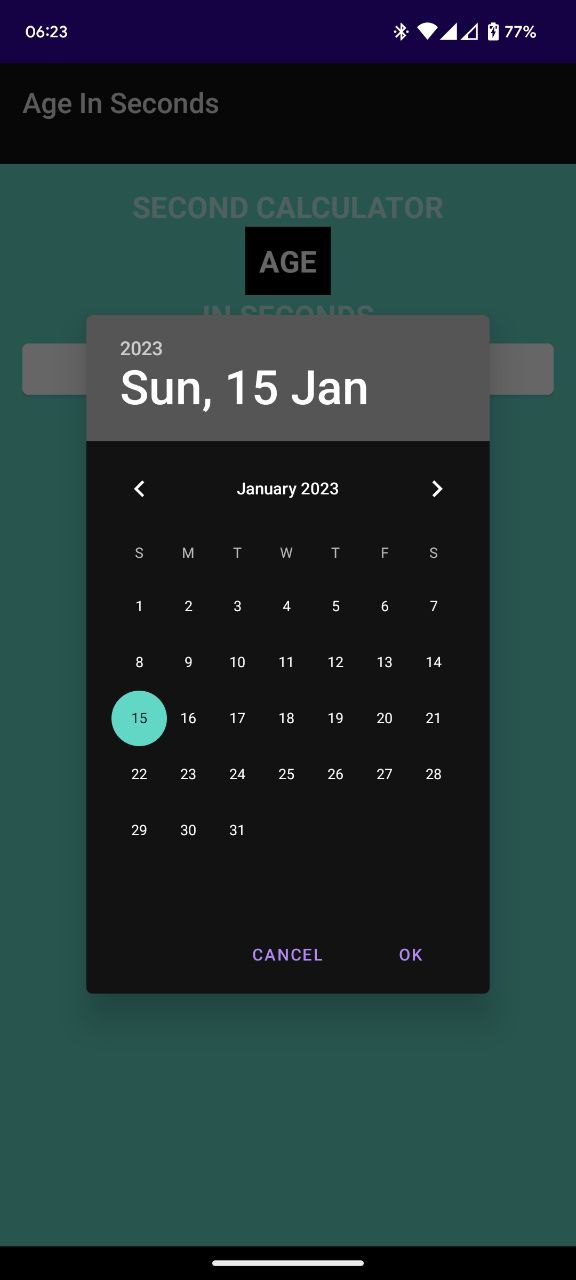 06:23 77%
Age In Seconds
SECOND CALCULATOR
AGE
IN SECONDS
2023
Sun, 15 Jan
January 2023
S M T W T F S
1 2 3 4 5 6 7
8 9 10 11 12 13 14
15 16 17 18 19 20 21
22 23 24 25 26 27 28
29 30 31
CANCEL OK